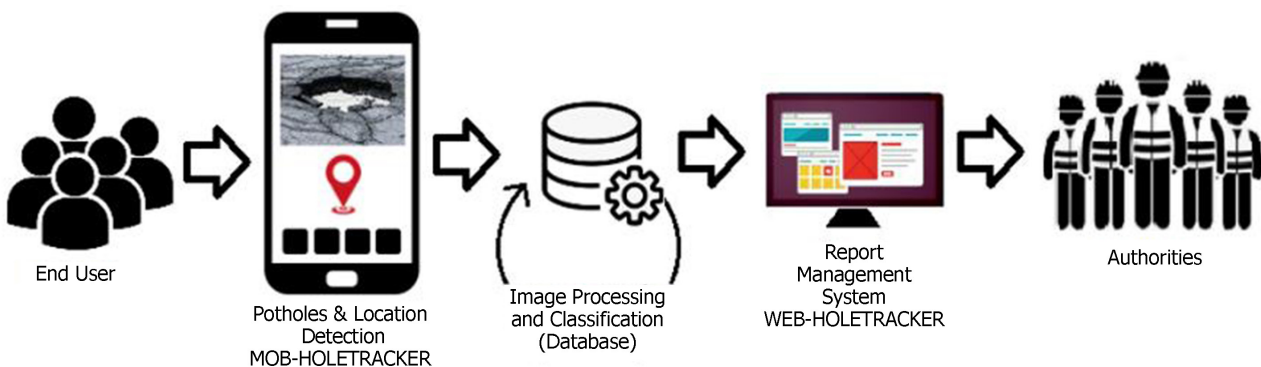 End User
Potholes & Location
Detection
MOB-HOLETRACKER
Image Processing
and Classification
(Database)
Report
Management
System
WEB-HOLETRACKER
Authorities